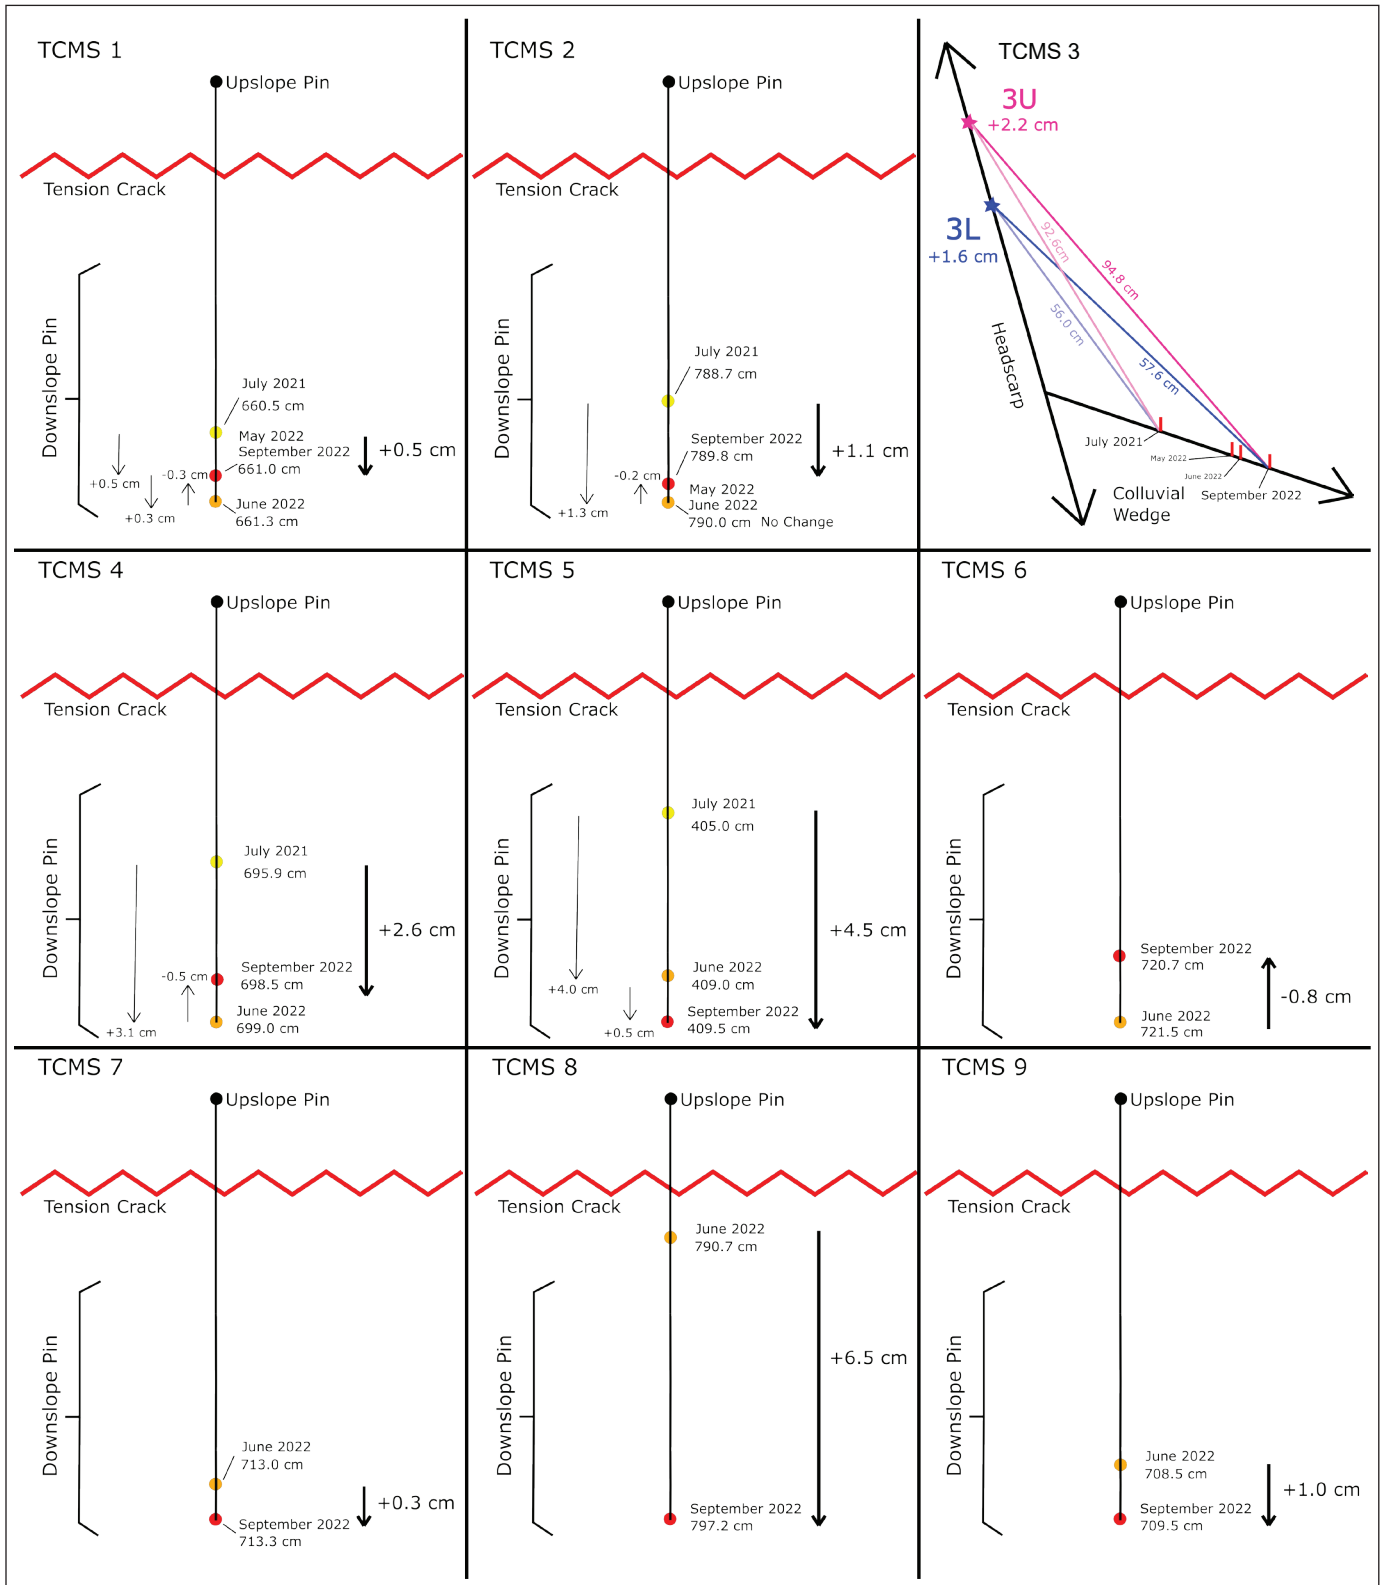 TCMS 1
Upslope Pin
Tension Crack
Downslope Pin
July 2021
660.5 cm
May 2022
September 2022
661.0 cm
June 2022
661.3 cm
+0.5 cm
+0.3 cm
-0.3 cm
+0.5 cm
TCMS 2
Upslope Pin
Tension Crack
Downslope Pin
July 2021
788.7 cm
September 2022
789.8 cm
May 2022
June 2022
790.0 cm No Change
+1.3 cm
-0.2 cm
+1.1 cm
TCMS 3
3U
+2.2 cm
3L
+1.6 cm
92.6cm
94.8 cm
56.0 cm
57.6 cm
Headscarp
July 2021
May 2022
June 2022
September 2022
Colluvial
Wedge
TCMS 4
Upslope Pin
Tension Crack
Downslope Pin
July 2021
695.9 cm
September 2022
698.5 cm
June 2022
699.0 cm
+3.1 cm
-0.5 cm
+2.6 cm
TCMS 5
Upslope Pin
Tension Crack
Downslope Pin
July 2021
405.0 cm
June 2022
409.0 cm
September 2022
409.5 cm
+4.0 cm
+0.5 cm
+4.5 cm
TCMS 6
Upslope Pin
Tension Crack
Downslope Pin
September 2022
720.7 cm
June 2022
721.5 cm
-0.8 cm
TCMS 7
Upslope Pin
Tension Crack
Downslope Pin
June 2022
713.0 cm
September 2022
713.3 cm
+0.3 cm
TCMS 8
Upslope Pin
Tension Crack
Downslope Pin
June 2022
790.7 cm
September 2022
797.2 cm
+6.5 cm
TCMS 9
Upslope Pin
Tension Crack
Downslope Pin
June 2022
708.5 cm
September 2022
709.5 cm
+1.0 cm